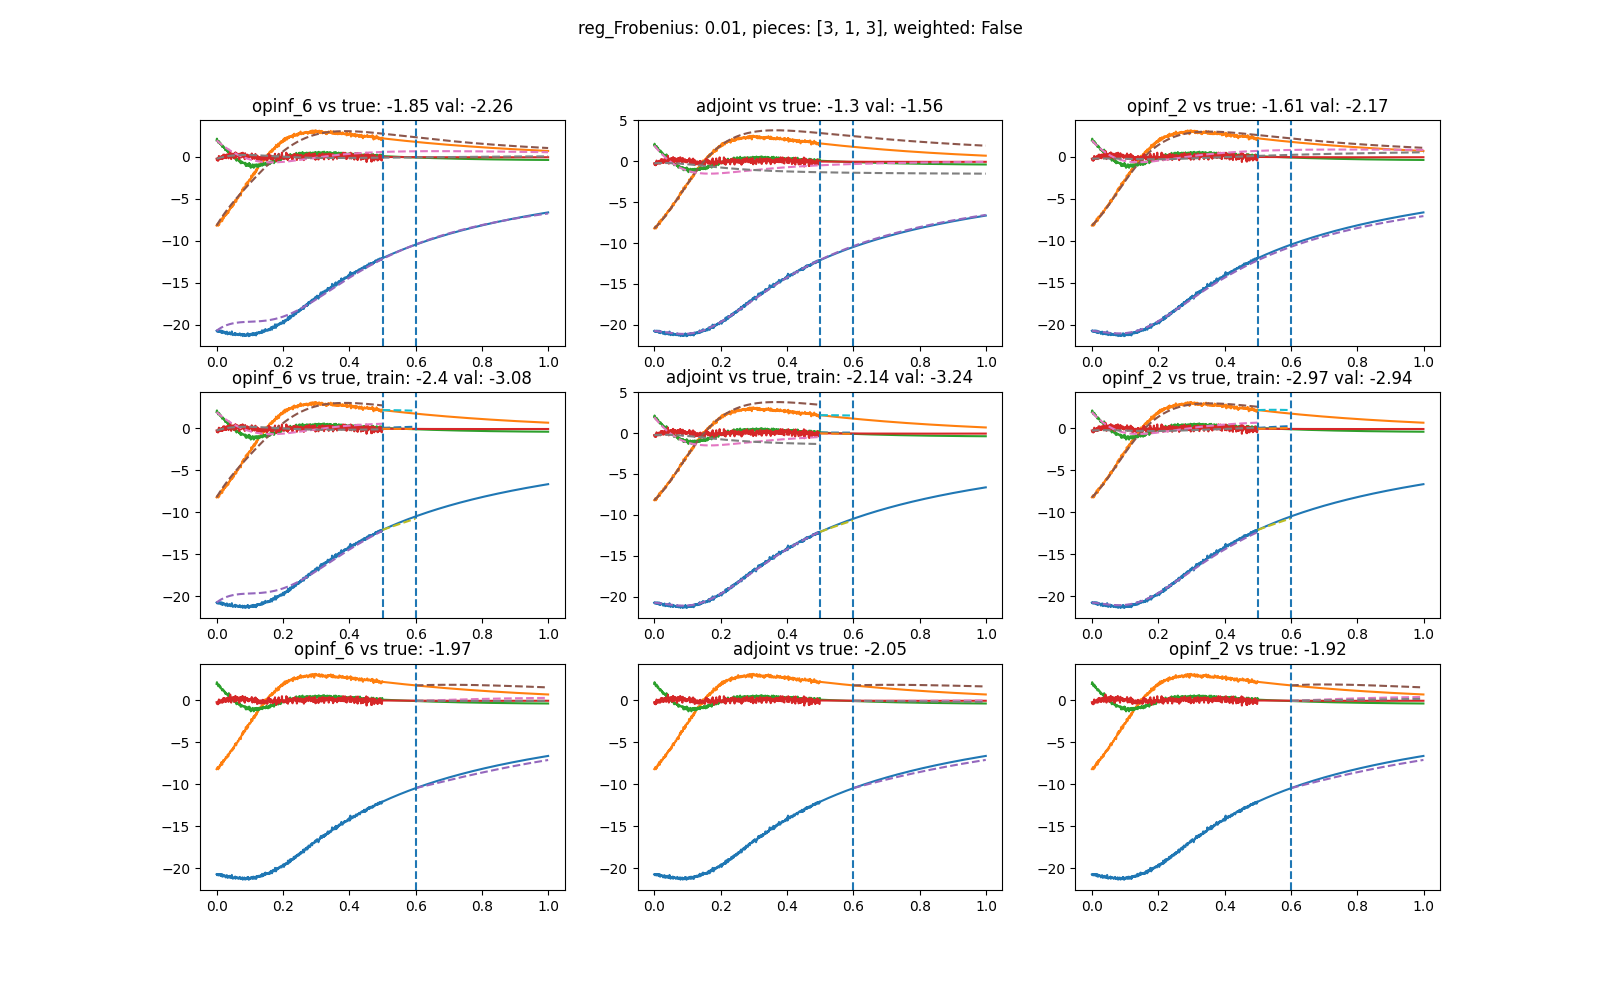 reg_Frobenius: 0.01, pieces: [3, 1, 3], weighted: False
opinf_6 vs true: -1.85 val: -2.26
adjoint vs true: -1.3 val: -1.56
opinf_2 vs true: -1.61 val: -2.17
0
−5
−10
−15
−20
0.0 0.2 0.4 0.6 0.8 1.0
5
0
−5
−10
−15
−20
0.0 0.2 0.4 0.6 0.8 1.0
0
−5
−10
−15
−20
0.0 0.2 0.4 0.6 0.8 1.0
opinf_6 vs true, train: -2.4 val: -3.08
adjoint vs true, train: -2.14 val: -3.24
opinf_2 vs true, train: -2.97 val: -2.94
0
−5
−10
−15
−20
0.0 0.2 0.4 0.6 0.8 1.0
5
0
−5
−10
−15
−20
0.0 0.2 0.4 0.6 0.8 1.0
0
−5
−10
−15
−20
0.0 0.2 0.4 0.6 0.8 1.0
opinf_6 vs true: -1.97
adjoint vs true: -2.05
opinf_2 vs true: -1.92
0
−5
−10
−15
−20
0.0 0.2 0.4 0.6 0.8 1.0
0
−5
−10
−15
−20
0.0 0.2 0.4 0.6 0.8 1.0
0
−5
−10
−15
−20
0.0 0.2 0.4 0.6 0.8 1.0